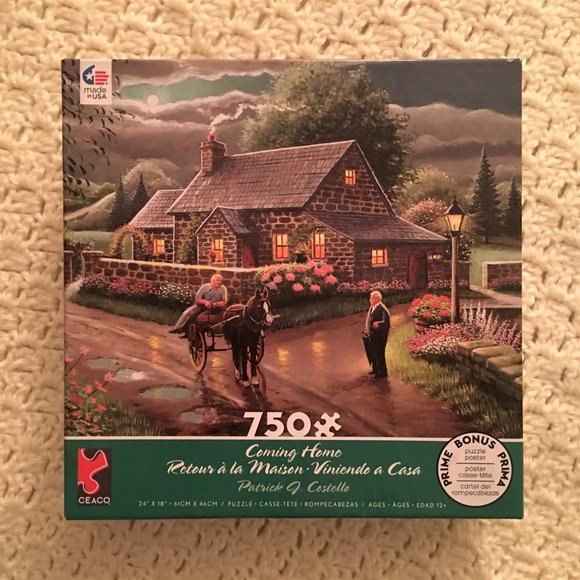 made
in USA
750
Coming Home
Retour à la Maison · Viniendo a Casa
Patrick J. Costello
24" X 18" • 61CM X 46CM / PUZZLE • CASSE-TÊTE • ROMPECABEZAS / AGES • ÂGES • EDAD 12+
CEACO
PRIME BONUS PRIMA
puzzle
poster
poster
casse-tête
cartel del
rompecabezas